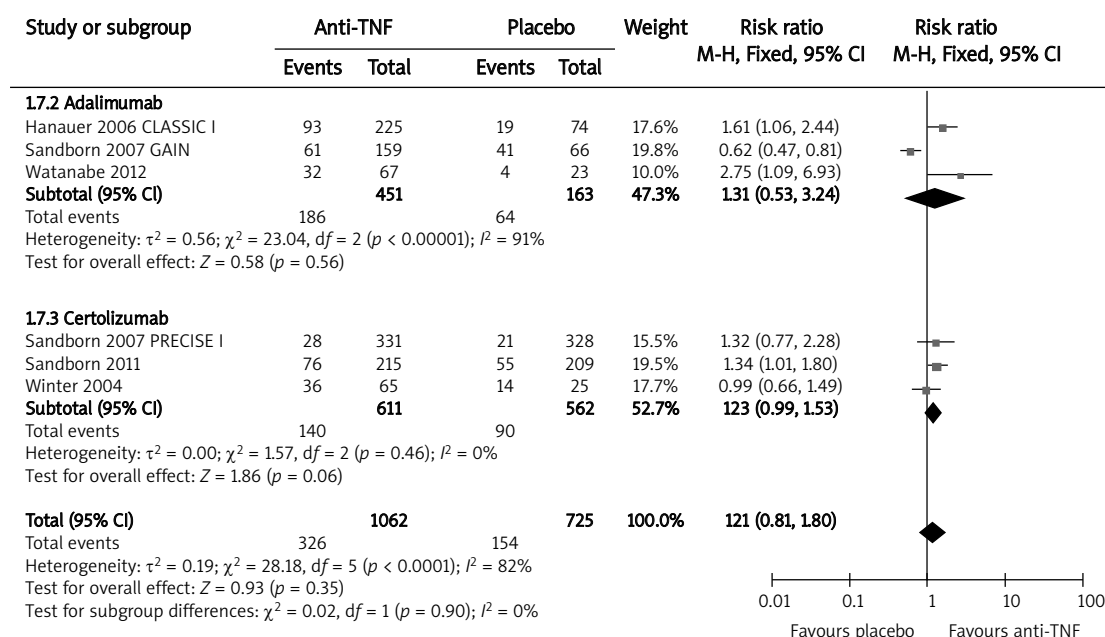 Study or subgroup Anti-TNF Placebo Weight Risk ratio Risk ratio
M-H, Fixed, 95% CI M-H, Fixed, 95% CI
Events Total Events Total
1.7.2 Adalimumab
Hanauer 2006 CLASSIC I 93 225 19 74 17.6% 1.61 (1.06, 2.44)
Sandborn 2007 GAIN 61 159 41 66 19.8% 0.62 (0.47, 0.81)
Watanabe 2012 32 67 4 23 10.0% 2.75 (1.09, 6.93)
Subtotal (95% CI) 451 163 47.3% 1.31 (0.53, 3.24)
Total events 186 64
Heterogeneity: τ² = 0.56; χ² = 23.04, df = 2 (p < 0.00001); I² = 91%
Test for overall effect: Z = 0.58 (p = 0.56)
1.7.3 Certolizumab
Sandborn 2007 PRECISE I 28 331 21 328 15.5% 1.32 (0.77, 2.28)
Sandborn 2011 76 215 55 209 19.5% 1.34 (1.01, 1.80)
Winter 2004 36 65 14 25 17.7% 0.99 (0.66, 1.49)
Subtotal (95% CI) 611 562 52.7% 123 (0.99, 1.53)
Total events 140 90
Heterogeneity: τ² = 0.00; χ² = 1.57, df = 2 (p = 0.46); I² = 0%
Test for overall effect: Z = 1.86 (p = 0.06)
Total (95% CI) 1062 725 100.0% 121 (0.81, 1.80)
Total events 326 154
Heterogeneity: τ² = 0.19; χ² = 28.18, df = 5 (p < 0.0001); I² = 82%
Test for overall effect: Z = 0.93 (p = 0.35)
Test for subgroup differences: χ² = 0.02, df = 1 (p = 0.90); I² = 0%
0.01 0.1 1 10 100
Favours placebo Favours anti-TNF